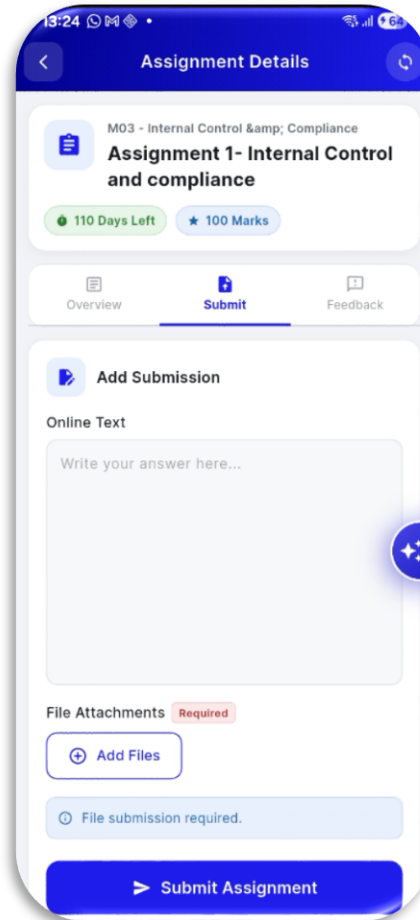 13:24
64
Assignment Details
M03 - Internal Control &amp; Compliance
Assignment 1- Internal Control
and compliance
110 Days Left
100 Marks
Overview
Submit
Feedback
Add Submission
Online Text
Write your answer here...
File Attachments
Required
Add Files
File submission required.
Submit Assignment